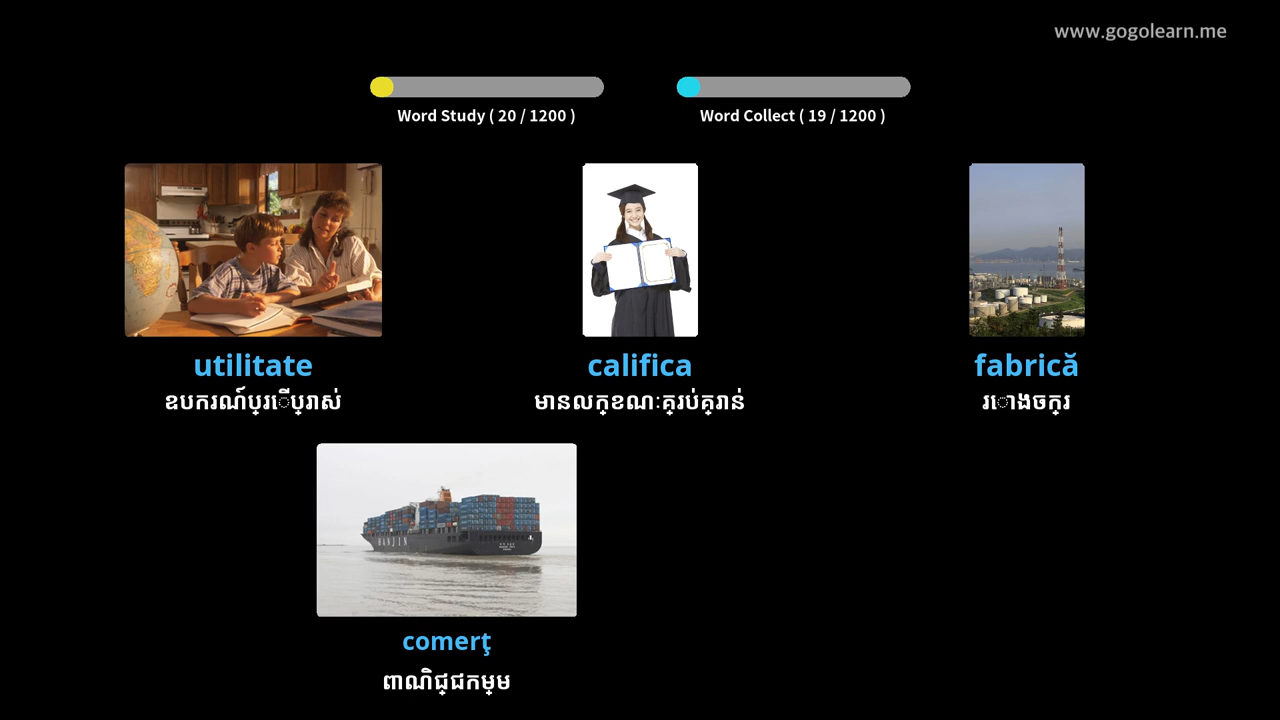 www.gogolearn.me
Word Study ( 20 / 1200 )
Word Collect ( 19 / 1200 )
utilitate
ឧបករណ៍ប្រើប្រាស់
califica
មានលក្ខណៈគ្រប់គ្រាន់
fabrică
រោងចក្រ
HANJIN
comerţ
ពាណិជ្ជកម្ម